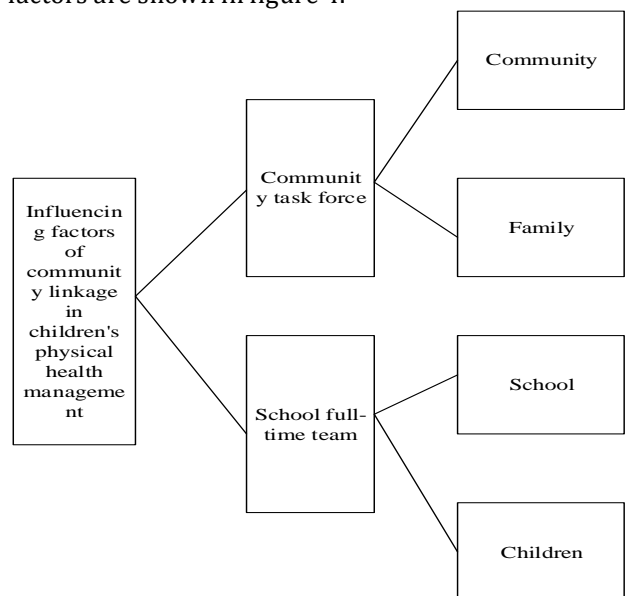 factors are shown in figure 4.
Influencin
g factors
of
communit
y linkage
in
children's
physical
health
manageme
nt
Communit
y task force
School full-
time team
Community
Family
School
Children